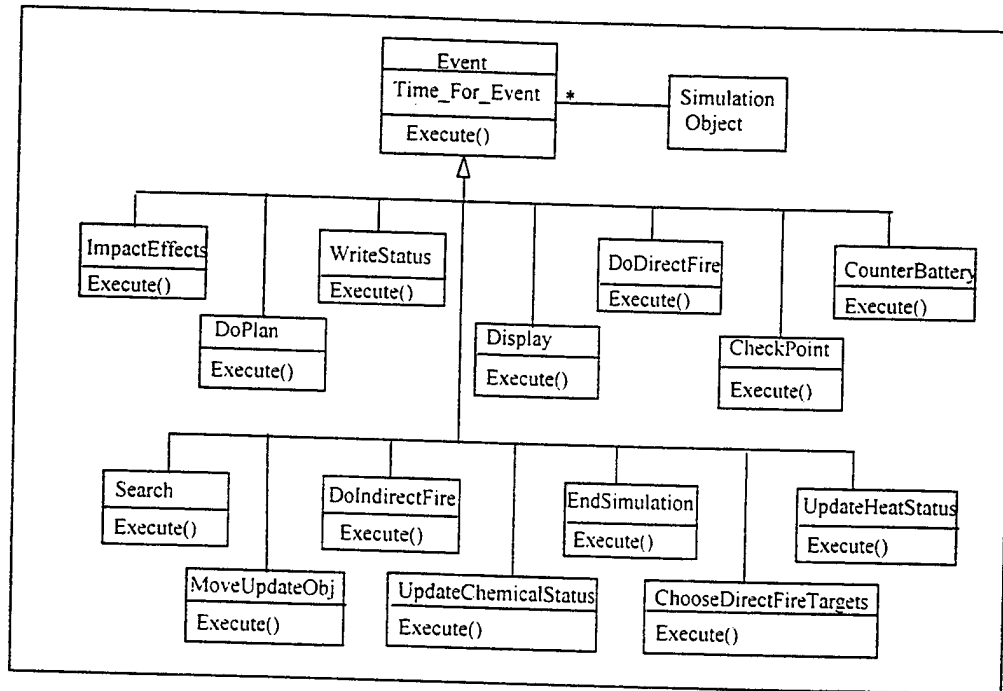 Event
Time_For_Event
*
Simulation
Object
Execute()
ImpactEffects
Execute()
WriteStatus
Execute()
DoDirectFire
Execute()
CounterBattery
Execute()
DoPlan
Execute()
Display
Execute()
CheckPoint
Execute()
Search
Execute()
DoIndirectFire
Execute()
EndSimulation
Execute()
UpdateHeatStatus
Execute()
MoveUpdateObj
Execute()
UpdateChemicalStatus
Execute()
ChooseDirectFireTargets
Execute()